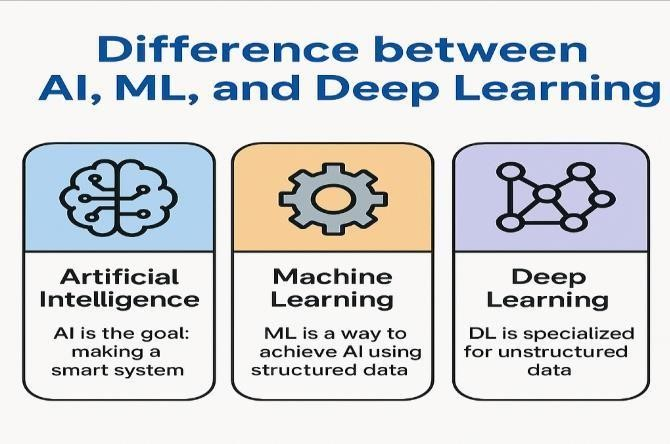 Difference between
AI, ML, and Deep Learning
Artificial
Intelligence
AI is the goal:
making a
smart system
Machine
Learning
ML is a way to
achieve AI using
structured data
Deep
Learning
DL is specialized
for unstructured
data